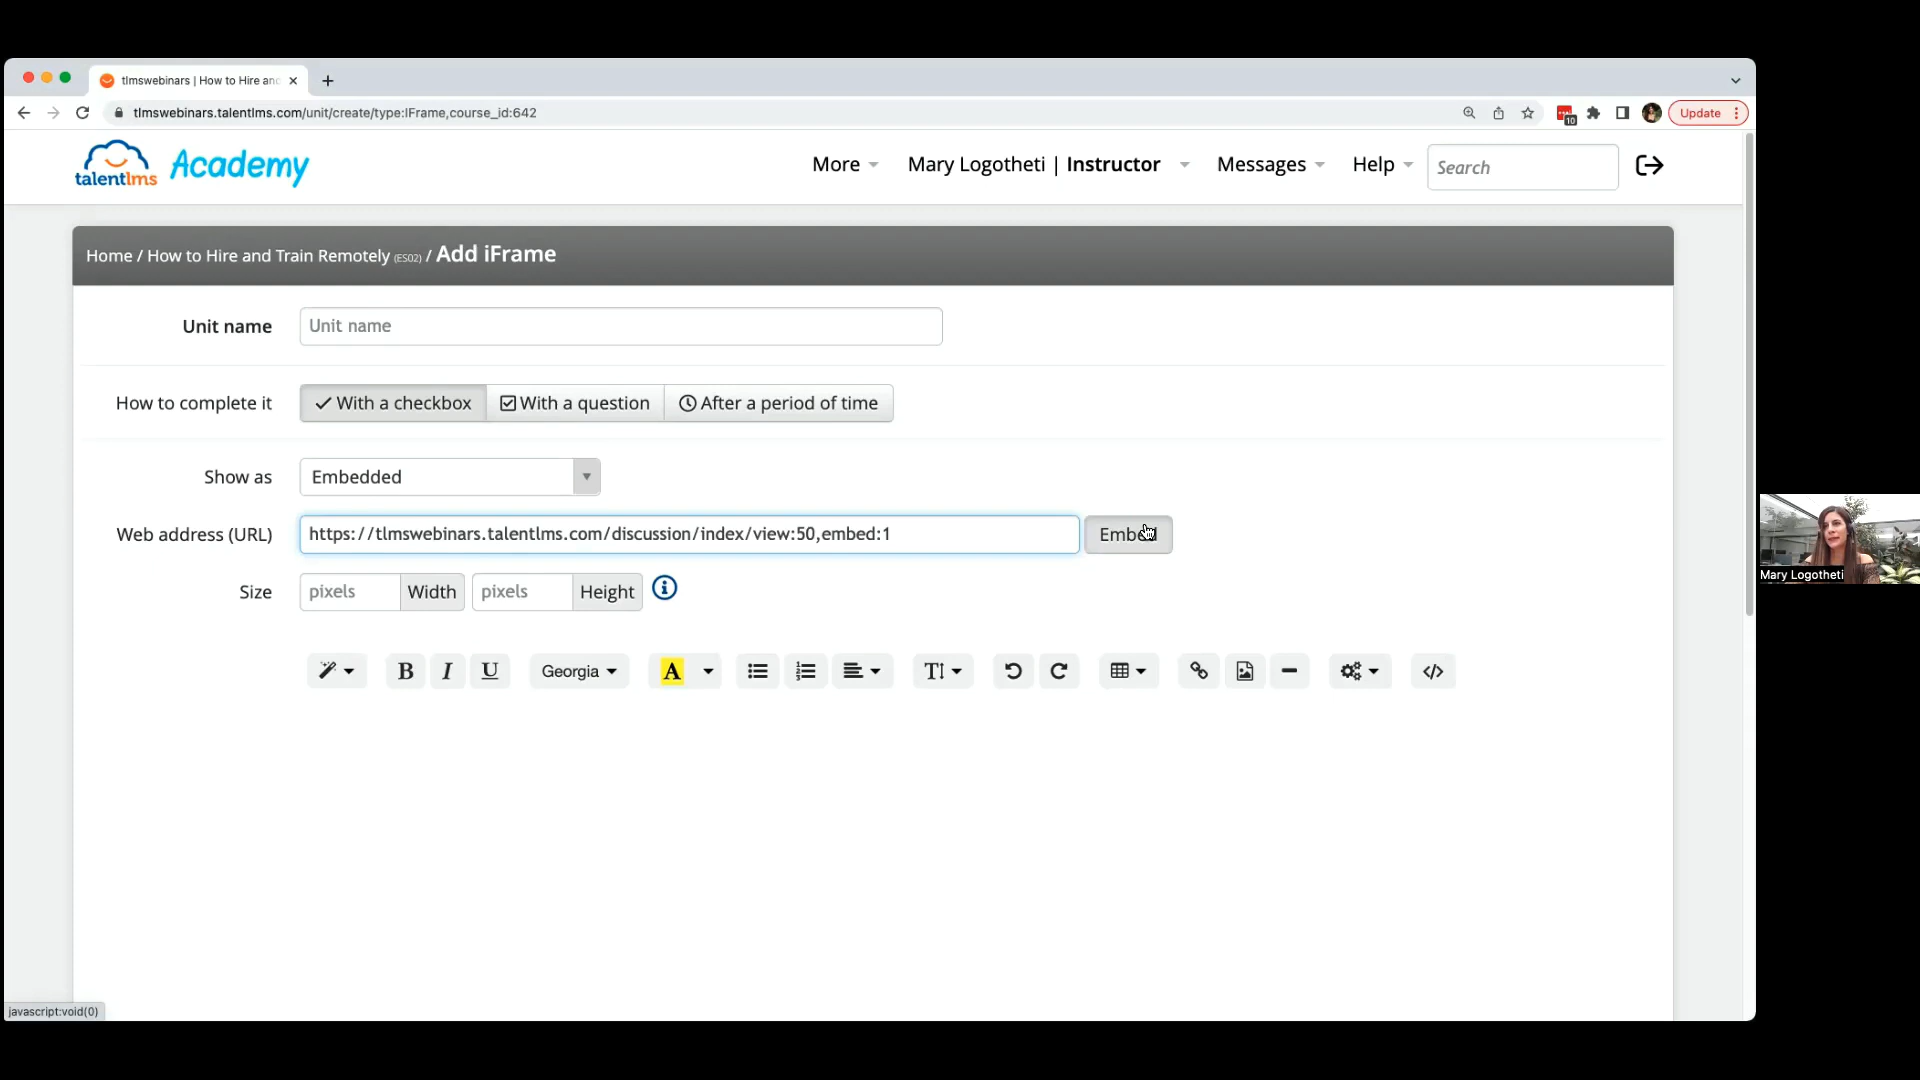 tlmswebinars | How to Hire and
tlmswebinars.talentlms.com/unit/create/type:IFrame,course_id:642
10
Update
talentlms Academy
More
Mary Logotheti | Instructor
Messages
Help
Search
Home / How to Hire and Train Remotely (ES02) / Add iFrame
Unit name
Unit name
How to complete it
With a checkbox
With a question
After a period of time
Show as
Embedded
Web address (URL)
https://tlmswebinars.talentlms.com/discussion/index/view:50,embed:1
Embed
Size
pixels
Width
pixels
Height
B
I
U
Georgia
A
Mary Logotheti
javascript:void(0)